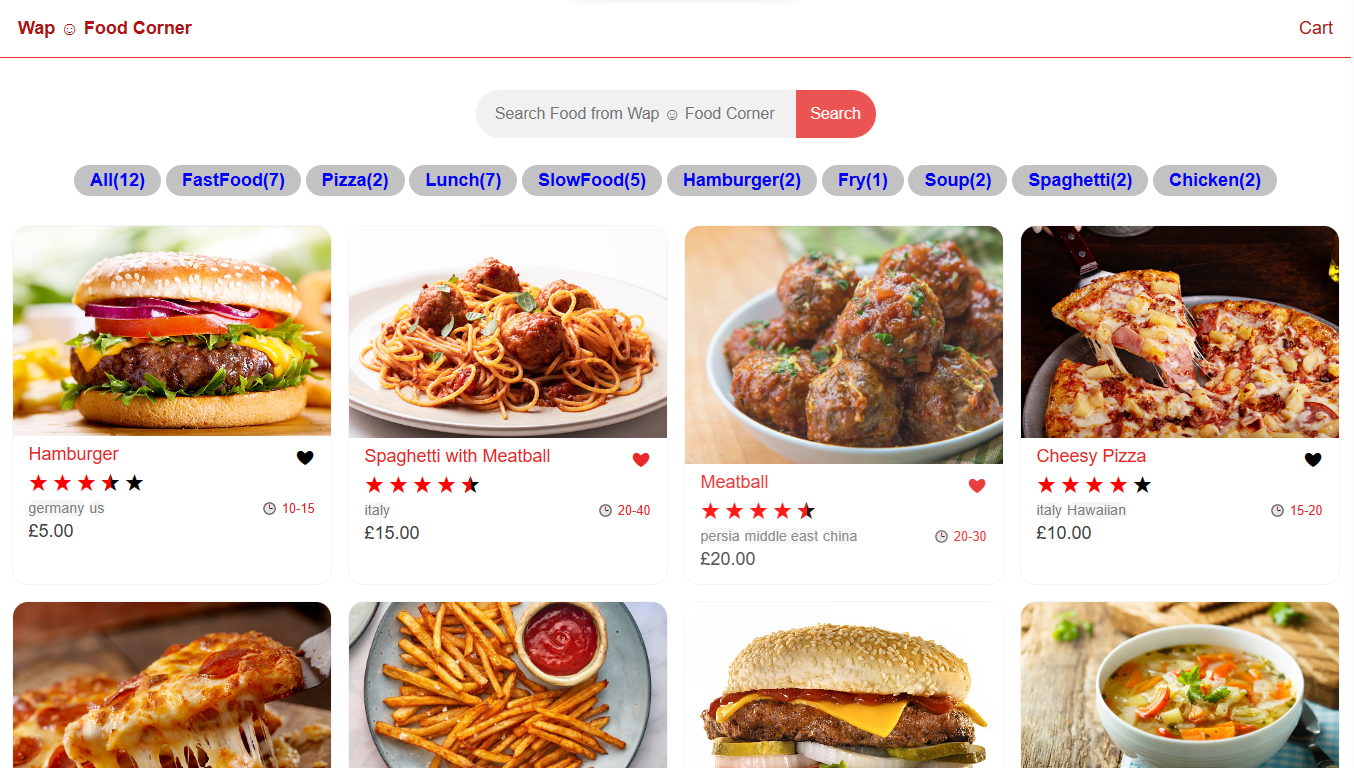 Wap ☺ Food Corner
Cart
Search Food from Wap ☺ Food Corner
Search
All(12) FastFood(7) Pizza(2) Lunch(7) SlowFood(5) Hamburger(2) Fry(1) Soup(2) Spaghetti(2) Chicken(2)
Hamburger
germany us
10-15
£5.00
Spaghetti with Meatball
italy
20-40
£15.00
Meatball
persia middle east china
20-30
£20.00
Cheesy Pizza
italy Hawaiian
15-20
£10.00